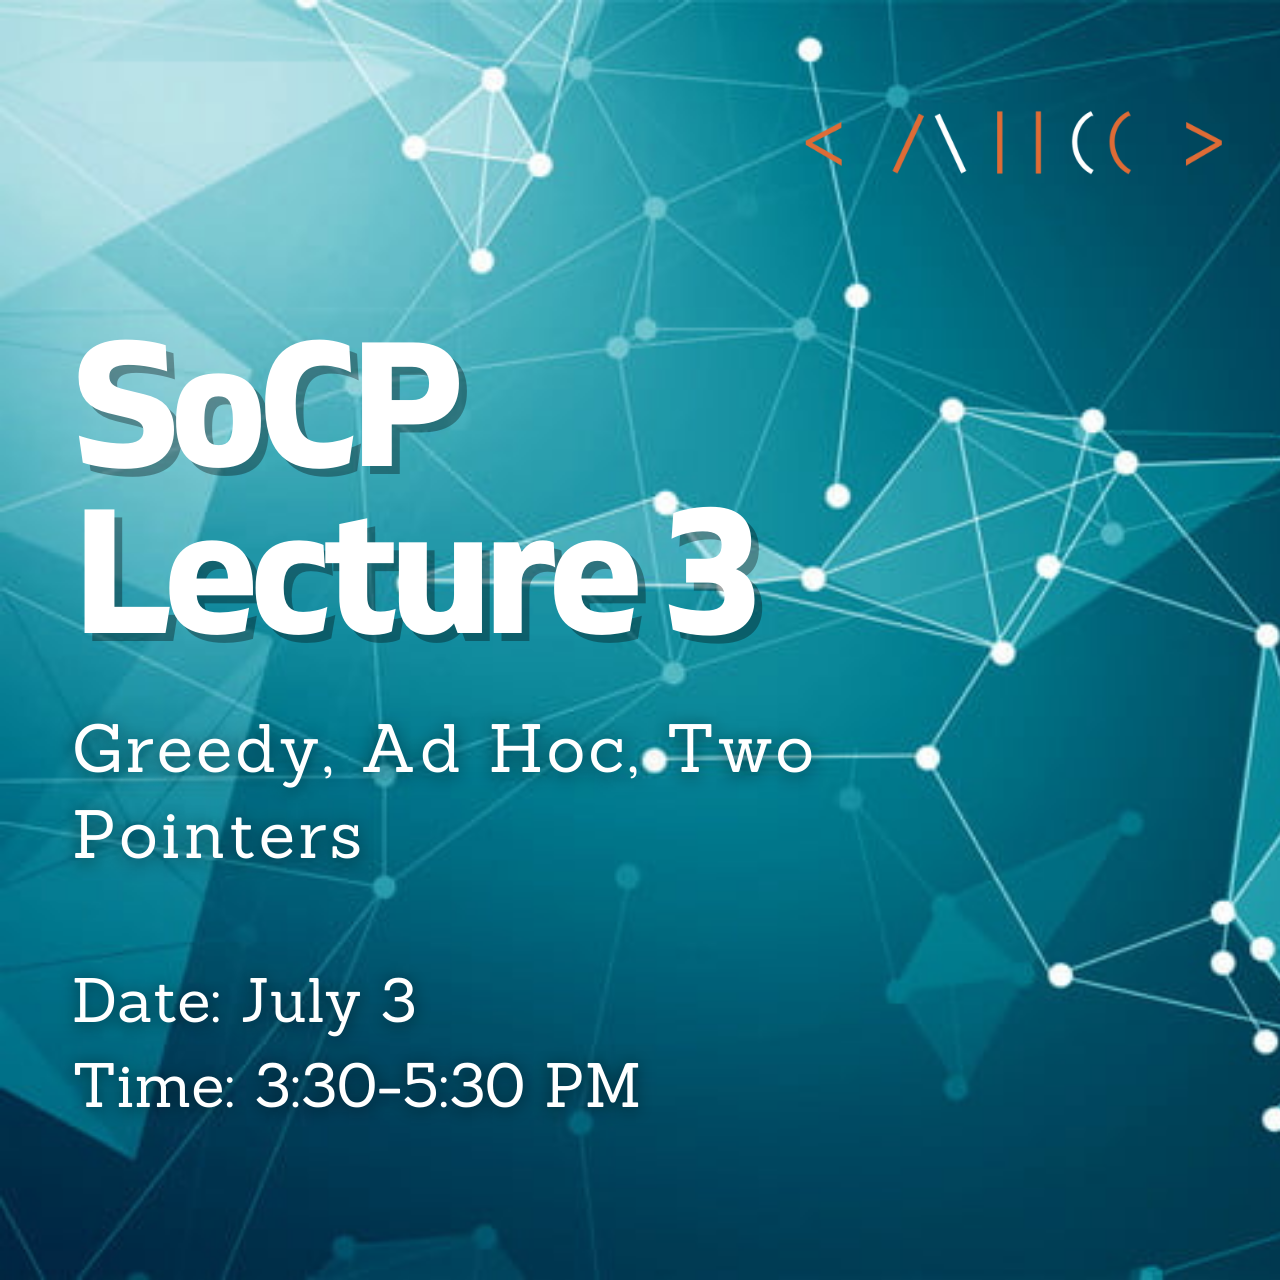 SoCP
Lecture 3
Greedy, Ad Hoc, Two
Pointers
Date: July 3
Time: 3:30-5:30 PM